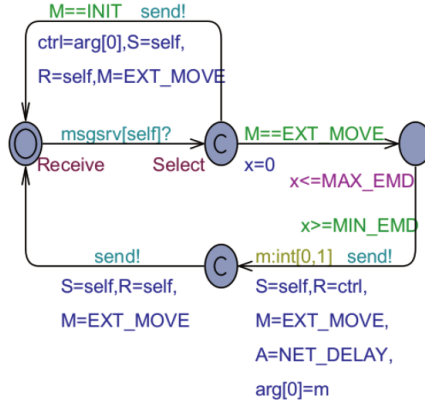 M==INIT send!
ctrl=arg[0],S=self,
R=self,M=EXT_MOVE
msgsrv[self]?
M==EXT_MOVE
Receive
Select
x=0
x<=MAX_EMD
x>=MIN_EMD
send!
m:int[0,1] send!
S=self,R=self,
M=EXT_MOVE
S=self,R=ctrl,
M=EXT_MOVE,
A=NET_DELAY,
arg[0]=m
C
C